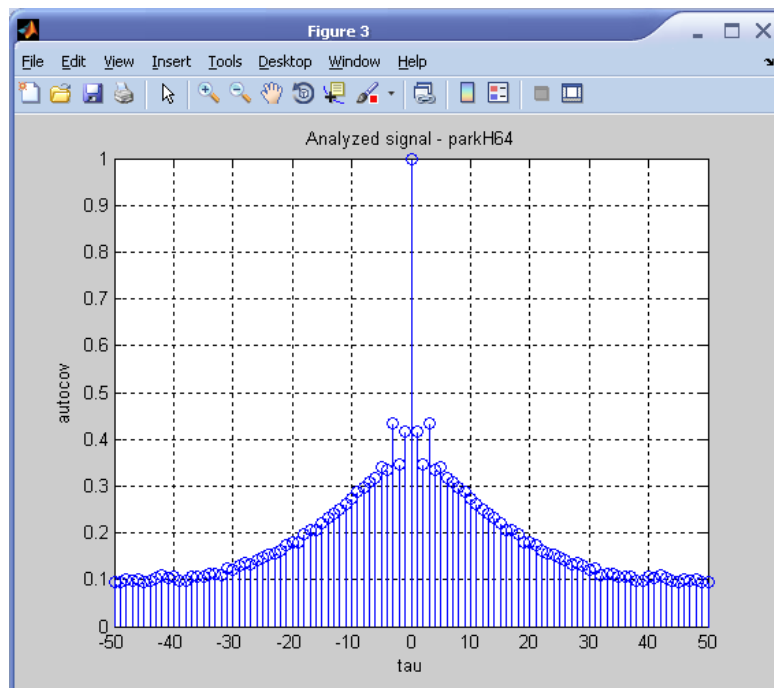 Figure 3
File Edit View Insert Tools Desktop Window Help
Analyzed signal - parkH64
1
0.9
0.8
0.7
0.6
0.5
0.4
0.3
0.2
0.1
0
autocov
-50 -40 -30 -20 -10 0 10 20 30 40 50
tau